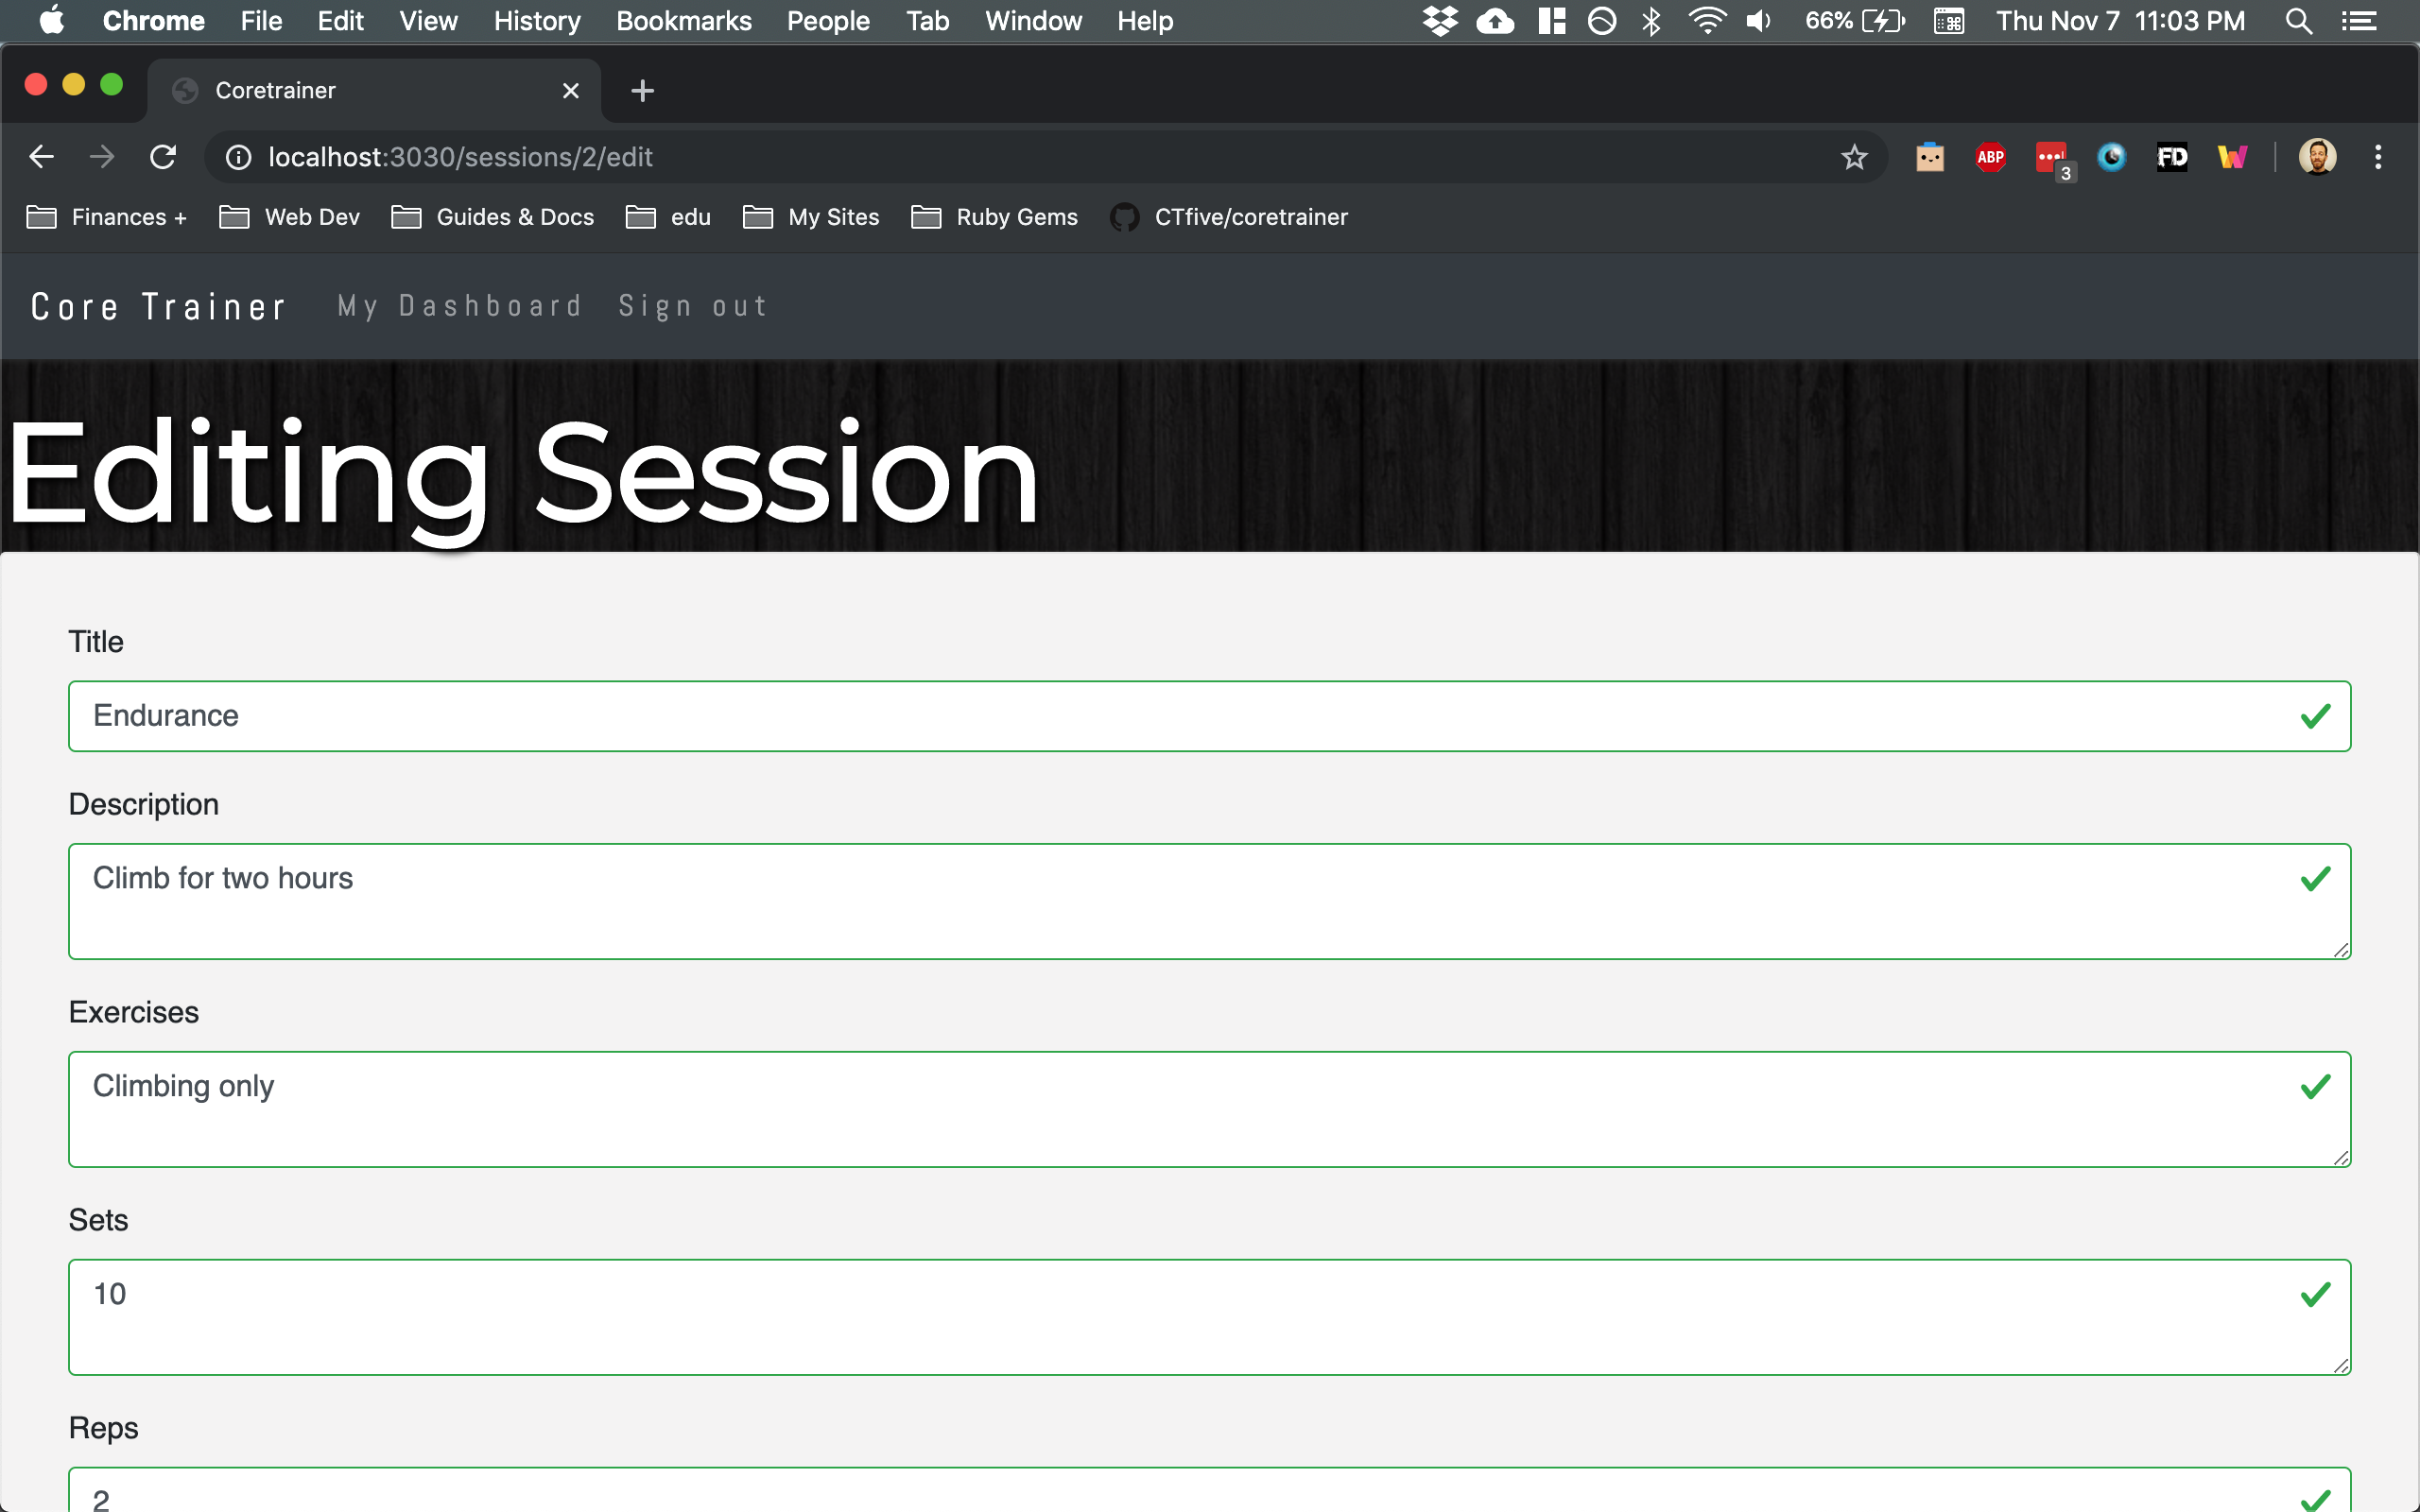 Chrome File Edit View History Bookmarks People Tab Window Help 66% Thu Nov 7 11:03 PM
Coretrainer
localhost:3030/sessions/2/edit ABP 3 FD
Finances + Web Dev Guides & Docs edu My Sites Ruby Gems CTfive/coretrainer
Core Trainer My Dashboard Sign out
Editing Session
Title
Endurance
Description
Climb for two hours
Exercises
Climbing only
Sets
10
Reps
2